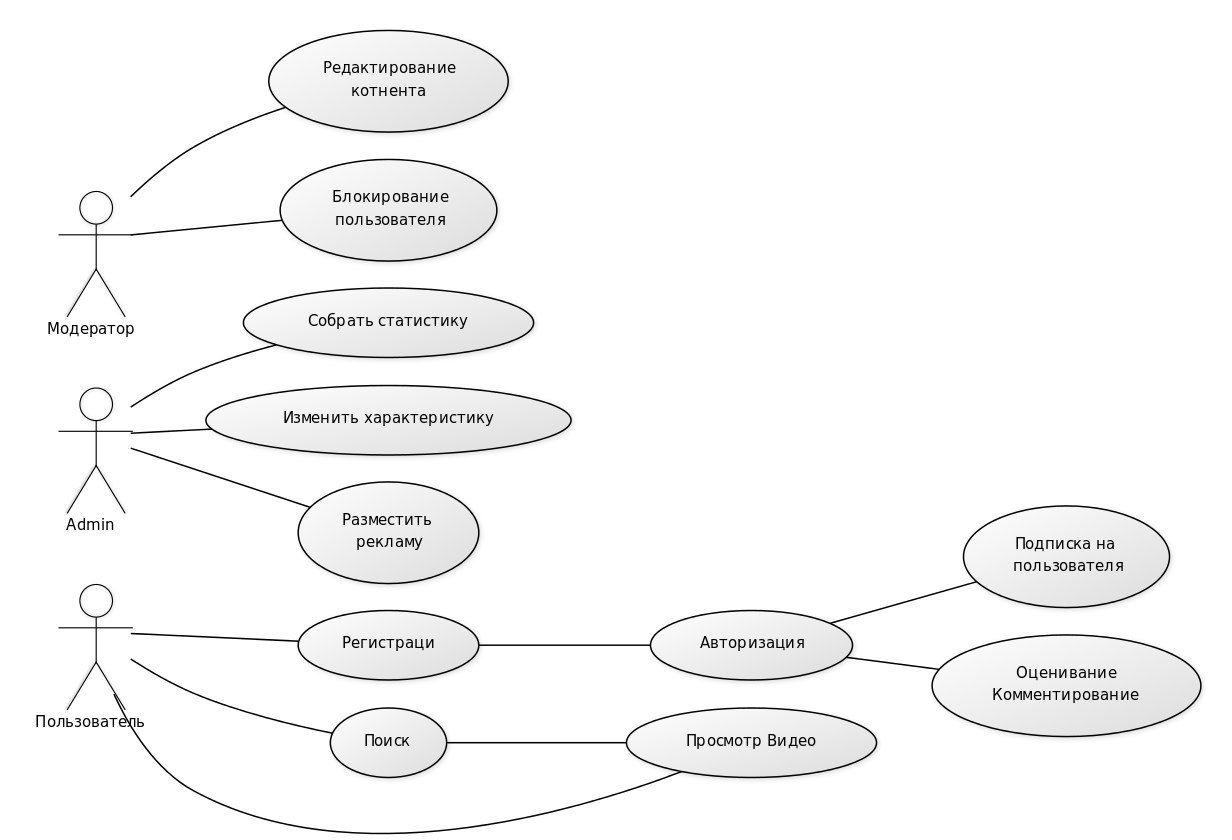 Редактирование
котнента
Блокирование
пользователя
Модератор
Собрать статистику
Изменить характеристику
Admin
Разместить
рекламу
Подписка на
пользователя
Регистраци
Авторизация
Оценивание
Комментирование
Пользователь
Поиск
Просмотр Видео